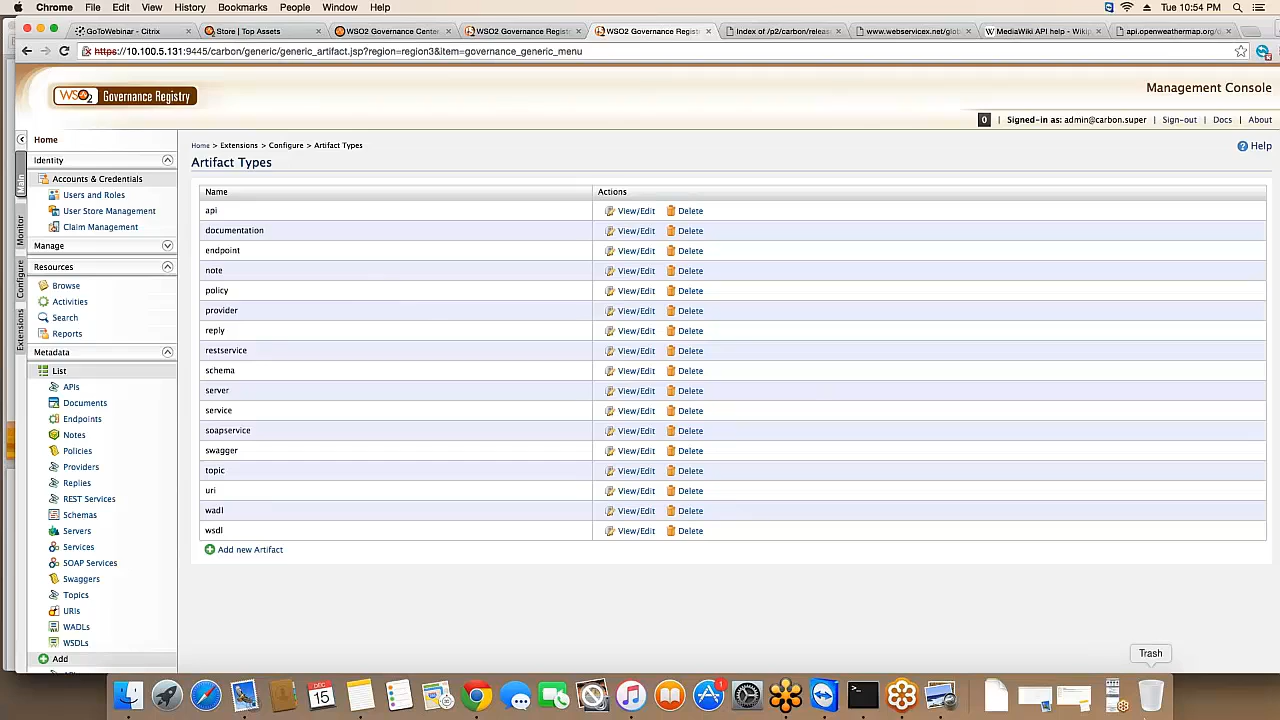 Chrome File Edit View History Bookmarks People Window Help Tue 10:54 PM
GoToWebinar - Citrix
Store | Top Assets
WSO2 Governance Center
WSO2 Governance Regist
WSO2 Governance Regist
Index of /p2/carbon/releas
www.webservicex.net/glob
MediaWiki API help - Wikip
api.openweathermap.org/
https://10.100.5.131:9445/carbon/generic/generic_artifact.jsp?region=region3&item=governance_generic_menu
WSO2 Governance Registry
Management Console
0 | Signed-in as: admin@carbon.super | Sign-out | Docs | About
Main
Monitor
Configure
Extensions
Home
Identity
Accounts & Credentials
Users and Roles
User Store Management
Claim Management
Manage
Resources
Browse
Activities
Search
Reports
Metadata
List
APIs
Documents
Endpoints
Notes
Policies
Providers
Replies
REST Services
Schemas
Servers
Services
SOAP Services
Swaggers
Topics
URIs
WADLs
WSDLs
Add
Home > Extensions > Configure > Artifact Types
Help
Artifact Types
Name Actions
api View/Edit Delete
documentation View/Edit Delete
endpoint View/Edit Delete
note View/Edit Delete
policy View/Edit Delete
provider View/Edit Delete
reply View/Edit Delete
restservice View/Edit Delete
schema View/Edit Delete
server View/Edit Delete
service View/Edit Delete
soapservice View/Edit Delete
swagger View/Edit Delete
topic View/Edit Delete
uri View/Edit Delete
wadl View/Edit Delete
wsdl View/Edit Delete
Add new Artifact
Trash
DEC
15
1